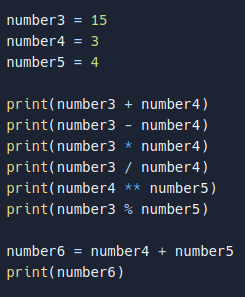 number3 = 15
number4 = 3
number5 = 4
print(number3 + number4)
print(number3 - number4)
print(number3 * number4)
print(number3 / number4)
print(number4 ** number5)
print(number3 % number5)
number6 = number4 + number5
print(number6)